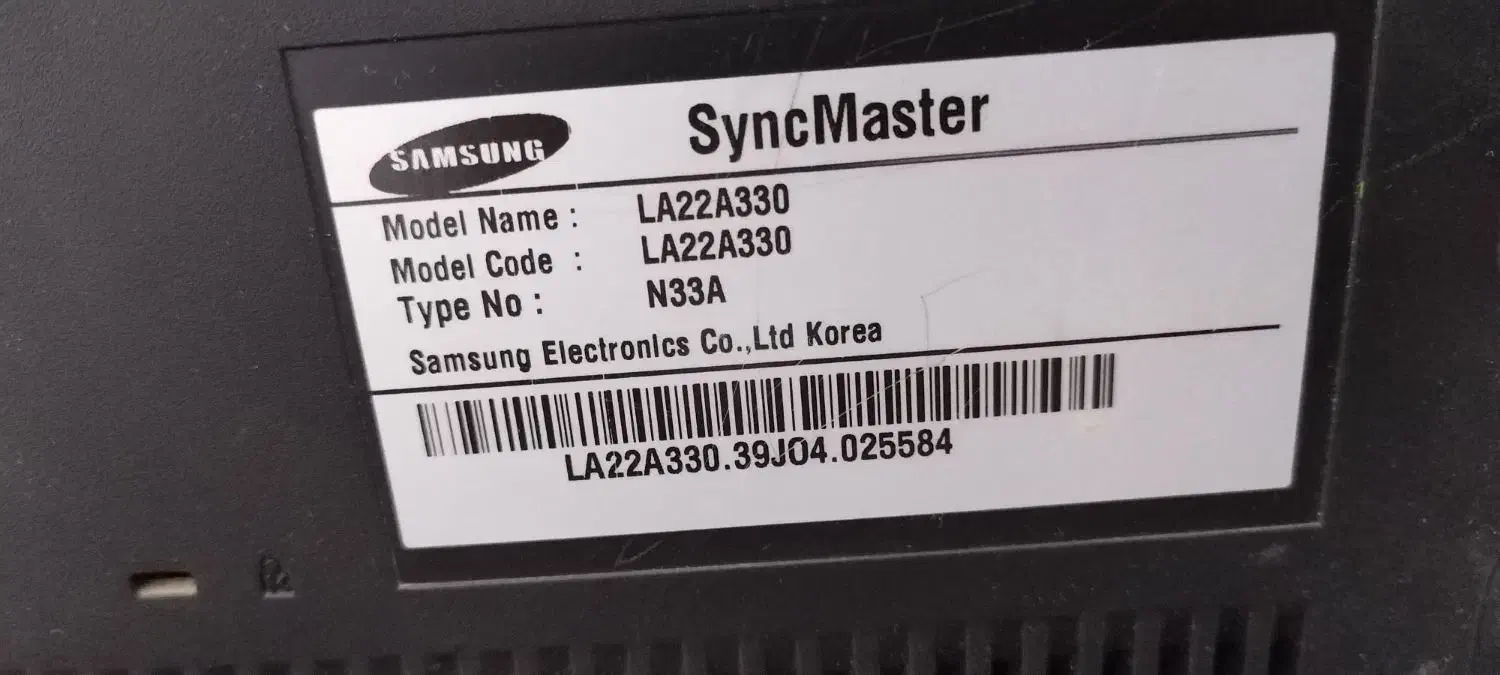 SAMSUNG SyncMaster
Model Name : LA22A330
Model Code : LA22A330
Type No : N33A
Samsung Electronics Co.,Ltd Korea
LA22A330.39J04.025584